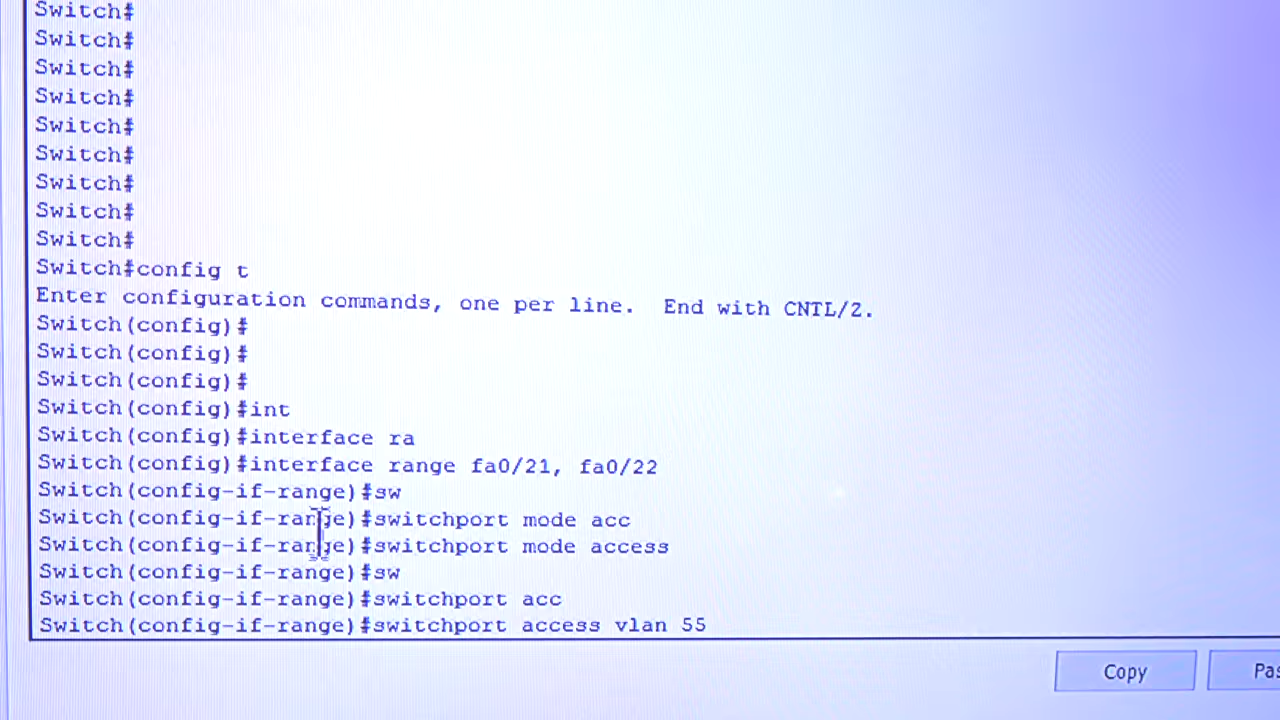 Switch#
Switch#
Switch#
Switch#
Switch#
Switch#
Switch#
Switch#
Switch#
Switch#config t
Enter configuration commands, one per line.  End with CNTL/Z.
Switch(config)#
Switch(config)#
Switch(config)#
Switch(config)#int
Switch(config)#interface ra
Switch(config)#interface range fa0/21, fa0/22
Switch(config-if-range)#sw
Switch(config-if-range)#switchport mode acc
Switch(config-if-range)#switchport mode access
Switch(config-if-range)#sw
Switch(config-if-range)#switchport acc
Switch(config-if-range)#switchport access vlan 55
Copy